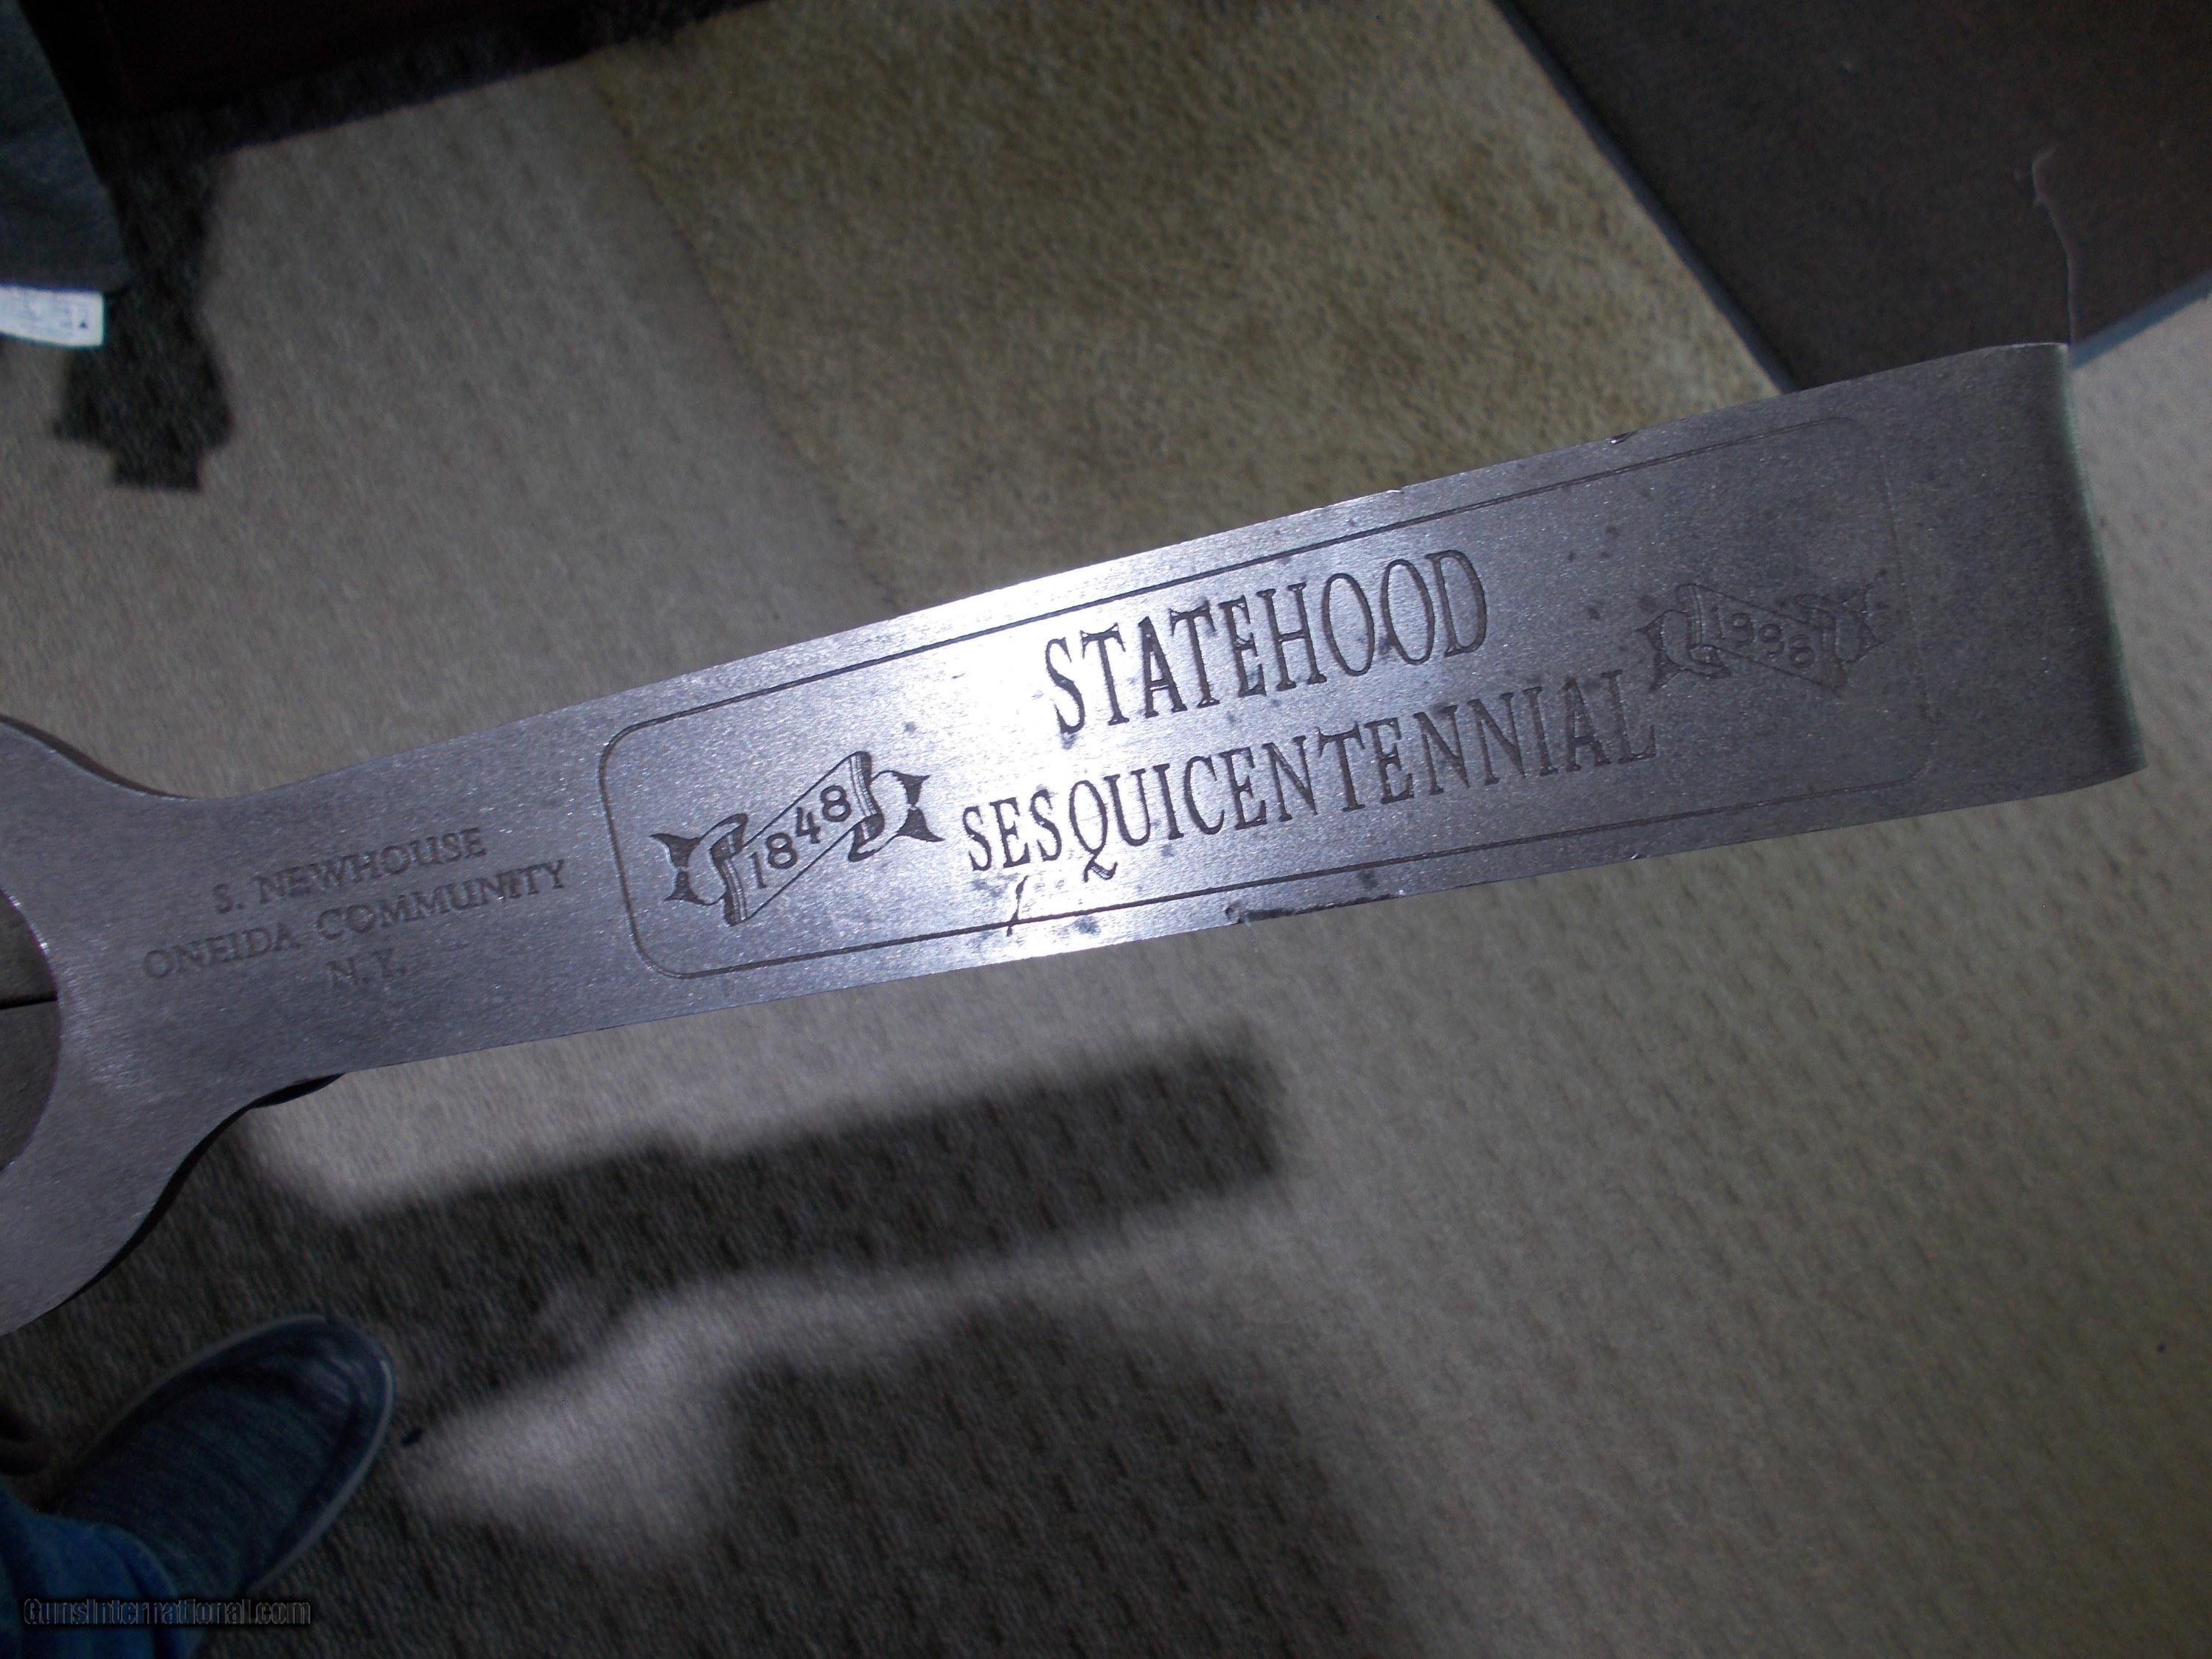 S. NEWHOUSE
ONEIDA COMMUNITY
N.Y.
1848
STATEHOOD
SESQUICENTENNIAL
1998
GunsInternational.com